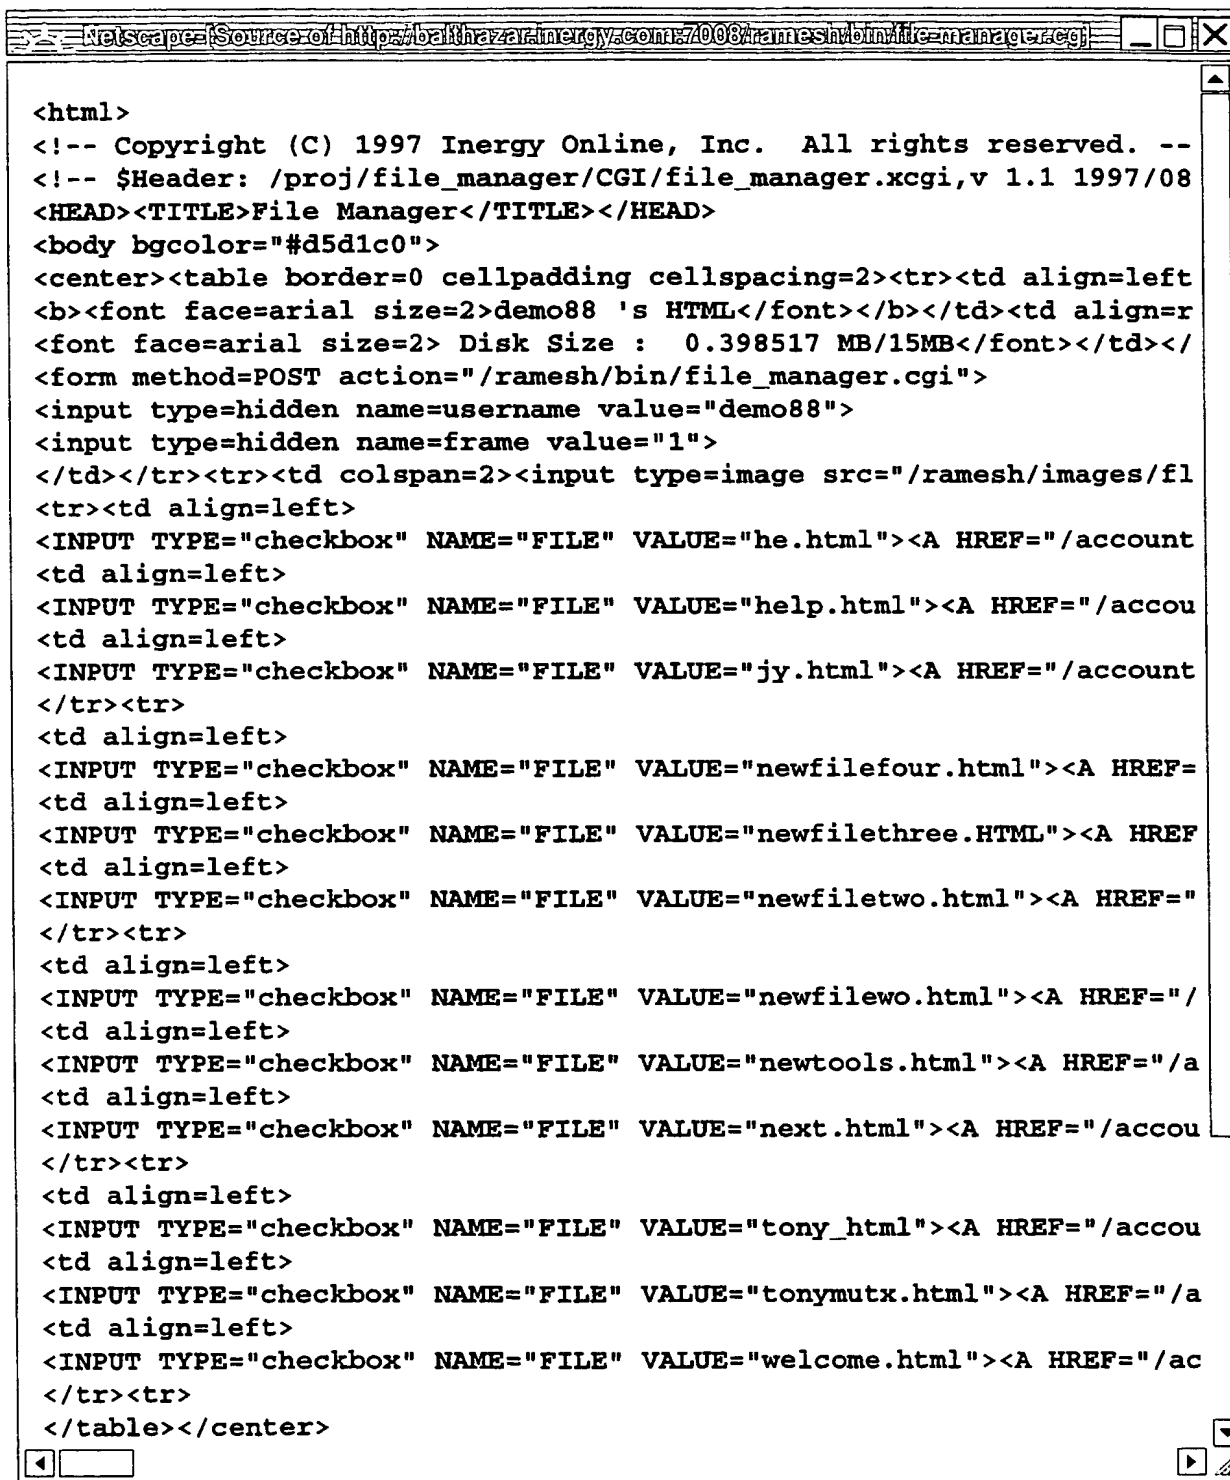 Netscape-[Source of http://balthazar.inergy.com:7008/ramesh/bin/file-manager.cg]
<html>
<!-- Copyright (C) 1997 Inergy Online, Inc.  All rights reserved. --
<!-- $Header: /proj/file_manager/CGI/file_manager.xcgi,v 1.1 1997/08
<HEAD><TITLE>File Manager</TITLE></HEAD>
<body bgcolor="#d5d1c0">
<center><table border=0 cellpadding cellspacing=2><tr><td align=left
<b><font face=arial size=2>demo88 's HTML</font></b></td><td align=r
<font face=arial size=2> Disk Size :  0.398517 MB/15MB</font></td></
<form method=POST action="/ramesh/bin/file_manager.cgi">
<input type=hidden name=username value="demo88">
<input type=hidden name=frame value="1">
</td></tr><tr><td colspan=2><input type=image src="/ramesh/images/fl
<tr><td align=left>
<INPUT TYPE="checkbox" NAME="FILE" VALUE="he.html"><A HREF="/account
<td align=left>
<INPUT TYPE="checkbox" NAME="FILE" VALUE="help.html"><A HREF="/accou
<td align=left>
<INPUT TYPE="checkbox" NAME="FILE" VALUE="jy.html"><A HREF="/account
</tr><tr>
<td align=left>
<INPUT TYPE="checkbox" NAME="FILE" VALUE="newfilefour.html"><A HREF=
<td align=left>
<INPUT TYPE="checkbox" NAME="FILE" VALUE="newfilethree.HTML"><A HREF
<td align=left>
<INPUT TYPE="checkbox" NAME="FILE" VALUE="newfiletwo.html"><A HREF="
</tr><tr>
<td align=left>
<INPUT TYPE="checkbox" NAME="FILE" VALUE="newfilewo.html"><A HREF="/
<td align=left>
<INPUT TYPE="checkbox" NAME="FILE" VALUE="newtools.html"><A HREF="/a
<td align=left>
<INPUT TYPE="checkbox" NAME="FILE" VALUE="next.html"><A HREF="/accou
</tr><tr>
<td align=left>
<INPUT TYPE="checkbox" NAME="FILE" VALUE="tony_html"><A HREF="/accou
<td align=left>
<INPUT TYPE="checkbox" NAME="FILE" VALUE="tonymutx.html"><A HREF="/a
<td align=left>
<INPUT TYPE="checkbox" NAME="FILE" VALUE="welcome.html"><A HREF="/ac
</tr><tr>
</table></center>